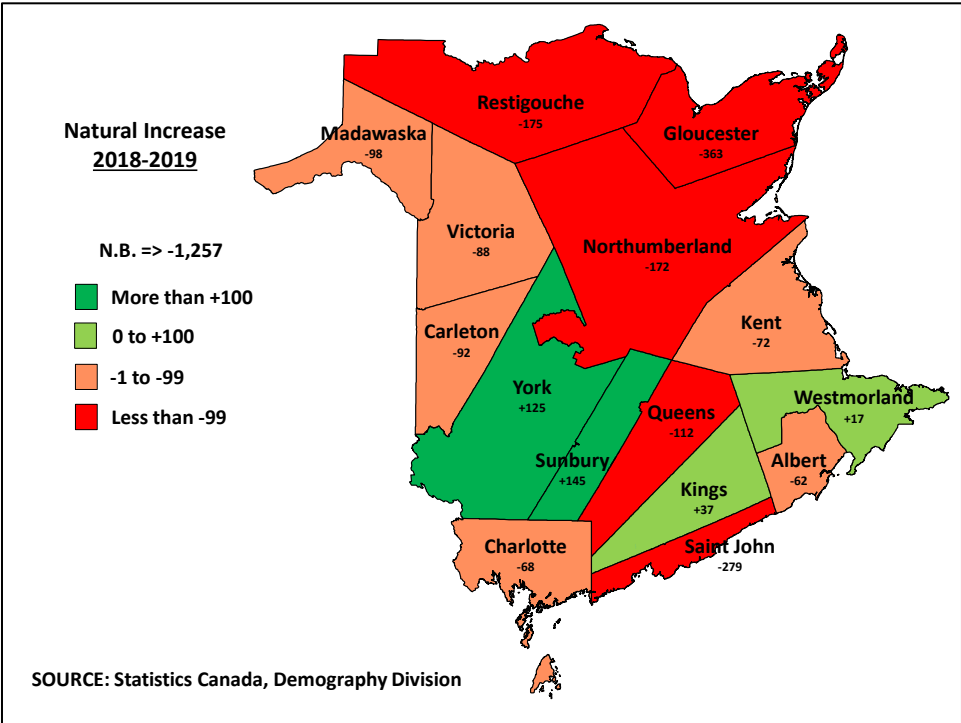 Natural Increase
2018-2019
N.B. => -1,257
More than +100
0 to +100
-1 to -99
Less than -99
Restigouche
-175
Gloucester
-363
Madawaska
-98
Victoria
-88
Northumberland
-172
Carleton
-92
Kent
-72
York
+125
Westmorland
+17
Queens
-112
Sunbury
+145
Albert
-62
Kings
+37
Charlotte
-68
Saint John
-279
SOURCE: Statistics Canada, Demography Division